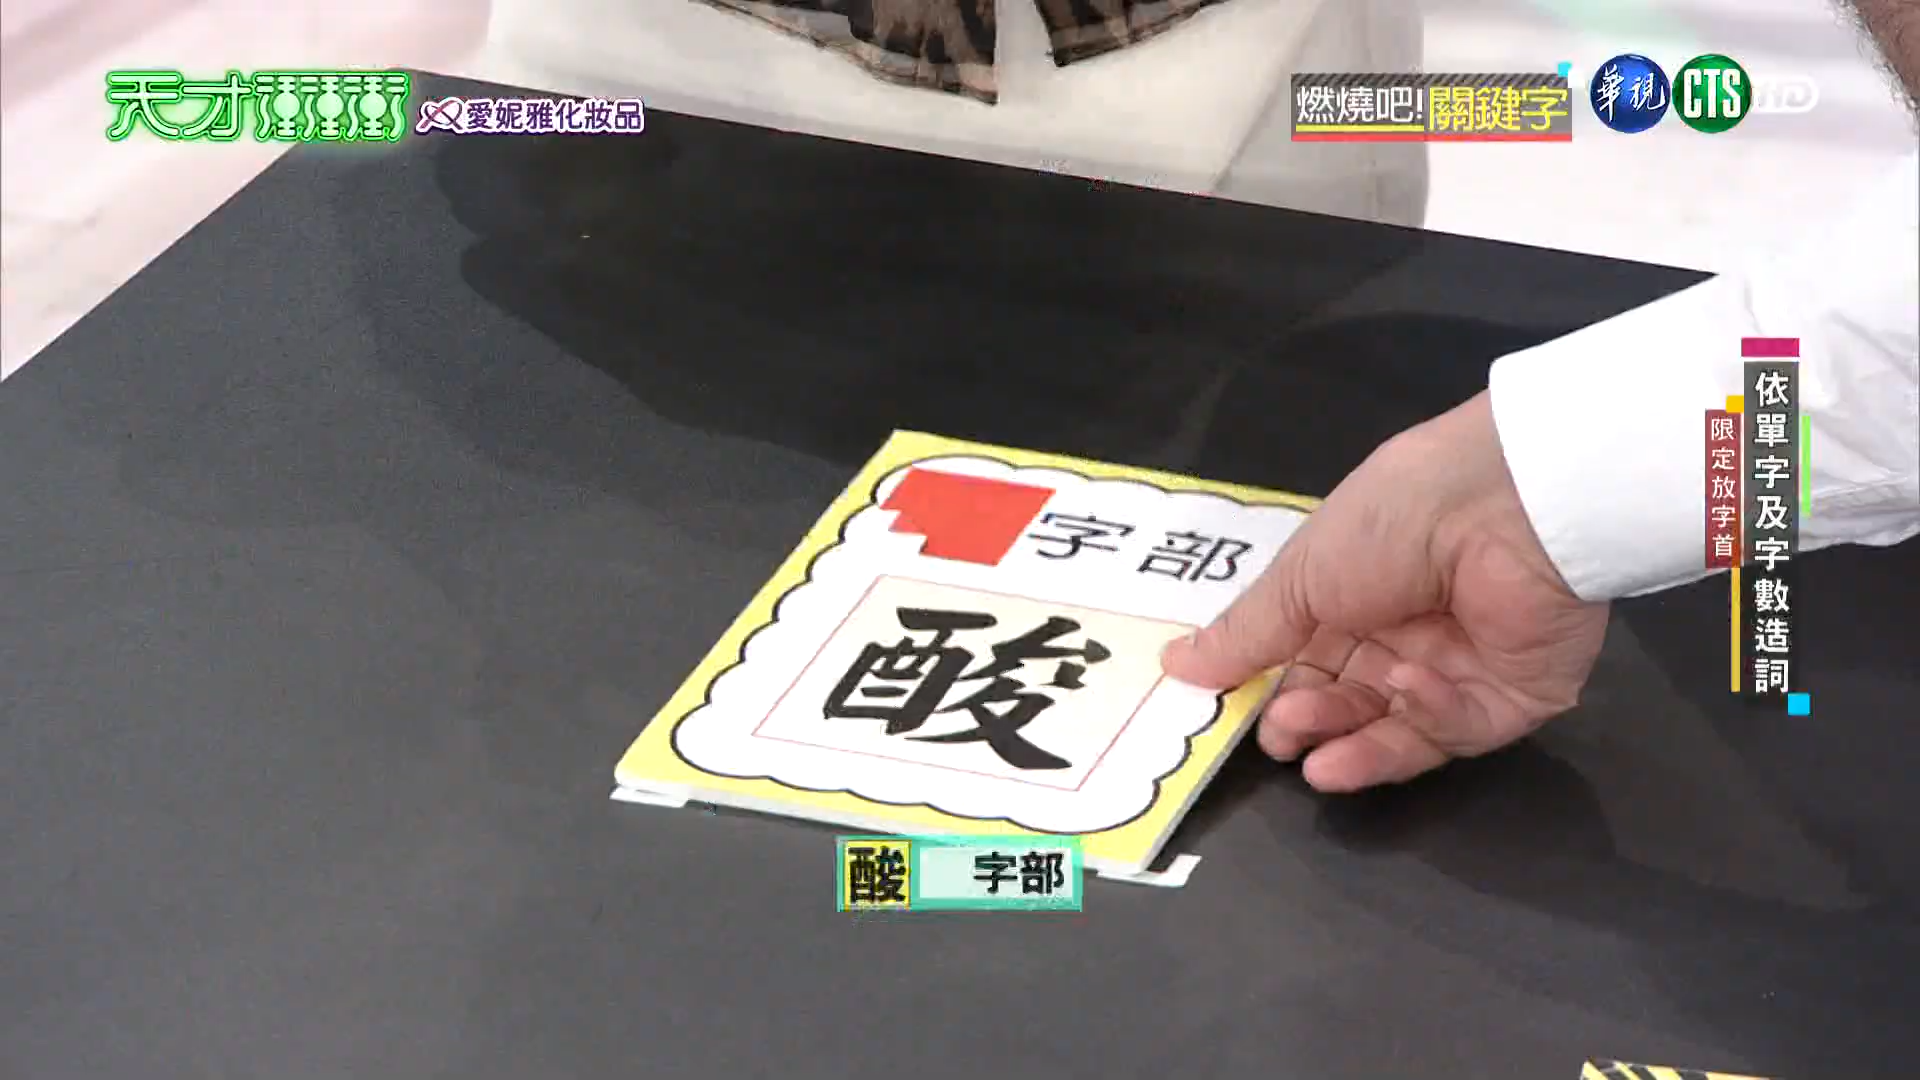 天才衝衝衝
愛妮雅化妝品
燃燒吧!關鍵字
華視
CTS
HD
依單字及字數造詞
限定放字首
字部
酸
酸 字部